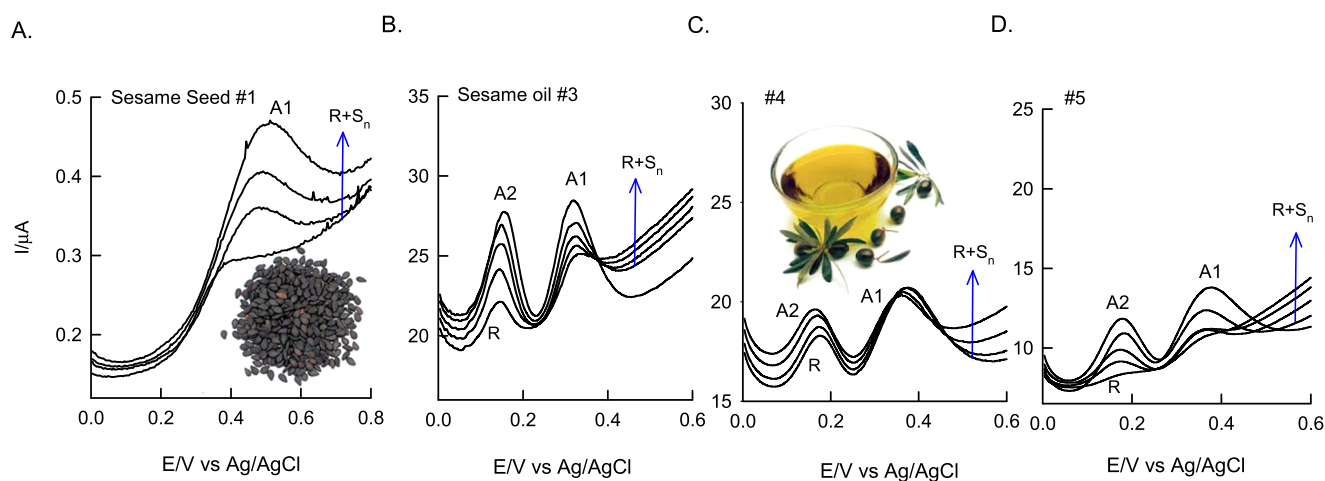 A.
B.
C.
D.
Sesame Seed #1
A1
R+Sn
0.5
0.4
0.3
0.2
I/μA
0.0 0.2 0.4 0.6 0.8
E/V vs Ag/AgCl
Sesame oil #3
A2
A1
R+Sn
R
35
30
25
20
0.0 0.2 0.4 0.6
E/V vs Ag/AgCl
#4
A2
A1
R+Sn
R
30
25
20
15
0.0 0.2 0.4 0.6
E/V vs Ag/AgCl
#5
A2
A1
R+Sn
R
25
20
15
10
0.0 0.2 0.4 0.6
E/V vs Ag/AgCl